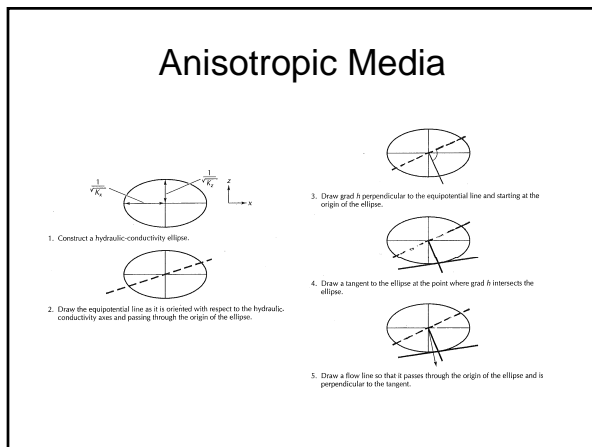 Anisotropic Media
1
√Kx
1
√Kz
z
x
1. Construct a hydraulic-conductivity ellipse.
2. Draw the equipotential line as it is oriented with respect to the hydraulic-
conductivity axes and passing through the origin of the ellipse.
3. Draw grad h perpendicular to the equipotential line and starting at the
origin of the ellipse.
4. Draw a tangent to the ellipse at the point where grad h intersects the
ellipse.
5. Draw a flow line so that it passes through the origin of the ellipse and is
perpendicular to the tangent.